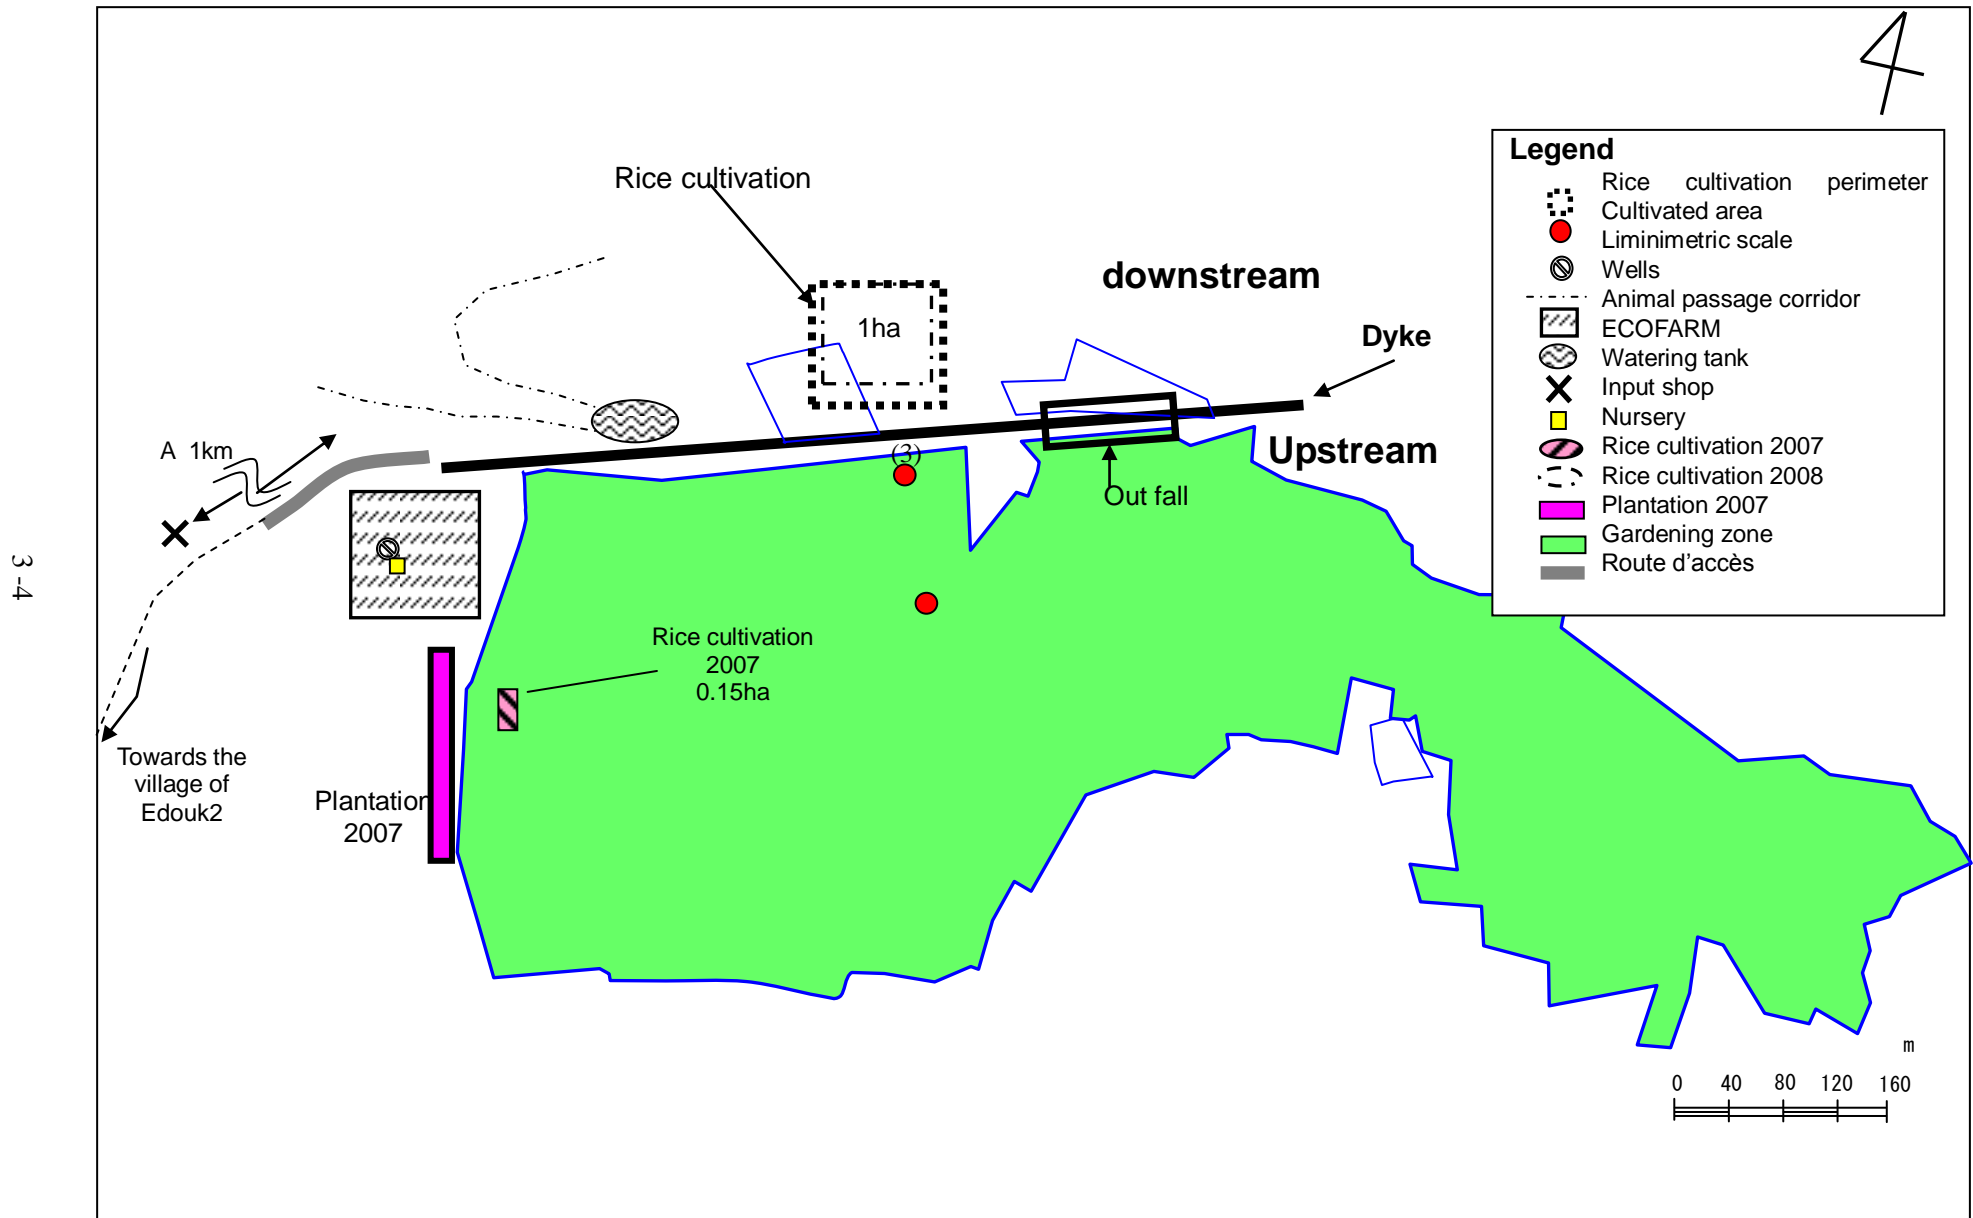 Rice cultivation
1ha
downstream
Dyke
Upstream
(3)
Out fall
A 1km
Rice cultivation
2007
0.15ha
Towards the
village of
Edouk2
Plantation
2007
Legend
Rice cultivation perimeter
Cultivated area
Liminimetric scale
Wells
Animal passage corridor
ECOFARM
Watering tank
Input shop
Nursery
Rice cultivation 2007
Rice cultivation 2008
Plantation 2007
Gardening zone
Route d'accès
m
0 40 80 120 160
3 -4